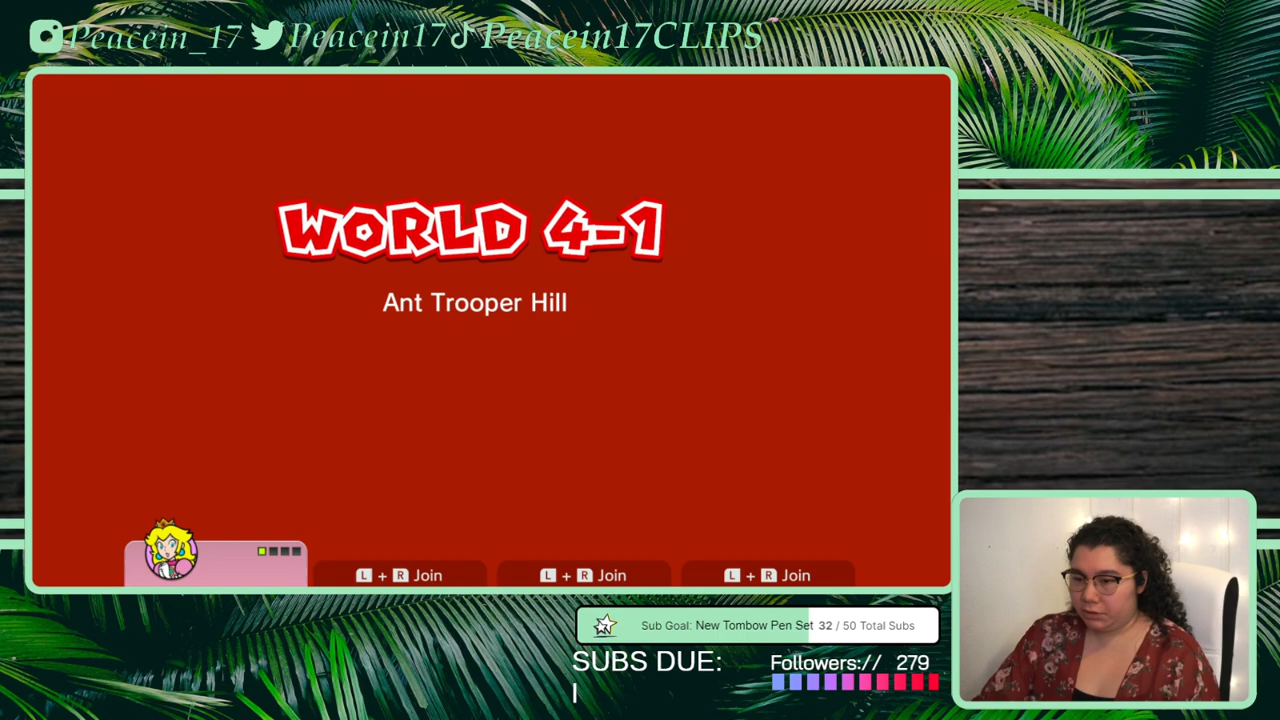 Peacein_17 Peacein17 Peacein17CLIPS
WORLD 4-1
Ant Trooper Hill
L + R Join L + R Join L + R Join
Sub Goal: New Tombow Pen Set 32 / 50 Total Subs
SUBS DUE:
I
Followers:// 279